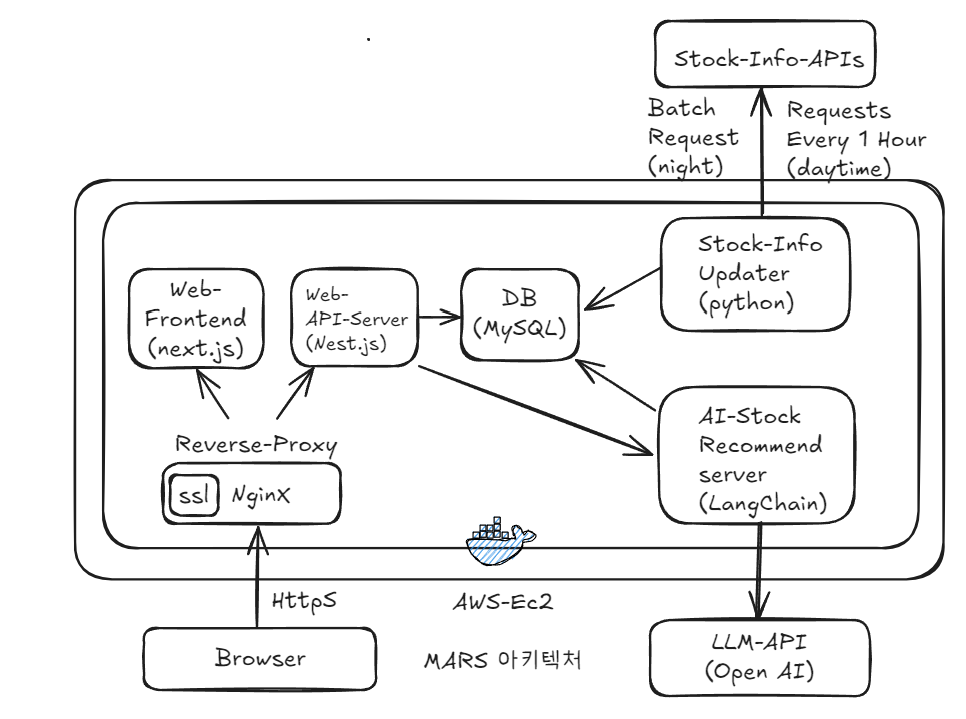 Stock-Info-APIs
Batch
Request
(night)
Requests
Every 1 Hour
(daytime)
Stock-Info
Updater
(python)
Web-
Frontend
(next.js)
Web-
API-Server
(Nest.js)
DB
(MySQL)
AI-Stock
Recommend
server
(LangChain)
Reverse-Proxy
ssl NginX
HttpS
AWS-Ec2
Browser
MARS 아키텍처
LLM-API
(Open AI)